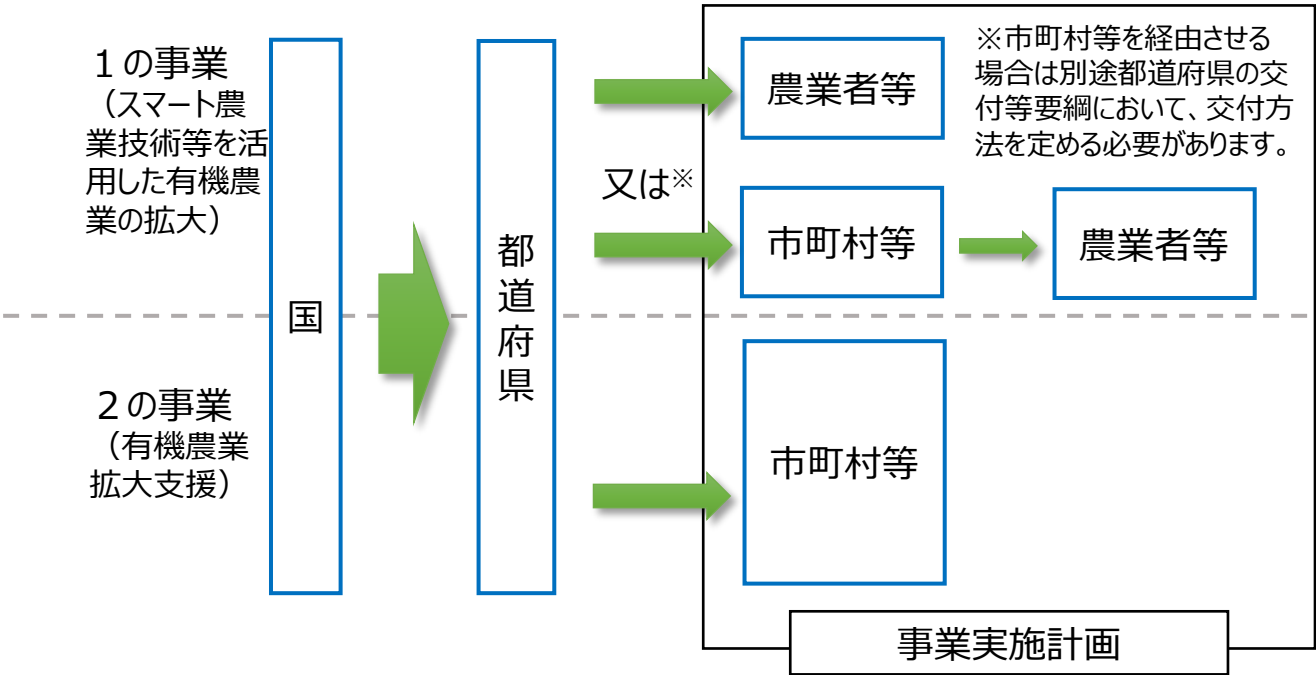 １の事業
（スマート農
業技術等を活
用した有機農
業の拡大）
２の事業
（有機農業
拡大支援）
国
都
道
府
県
又は※
農業者等
※市町村等を経由させる
場合は別途都道府県の交
付等要綱において、交付方
法を定める必要があります。
市町村等
農業者等
市町村等
事業実施計画